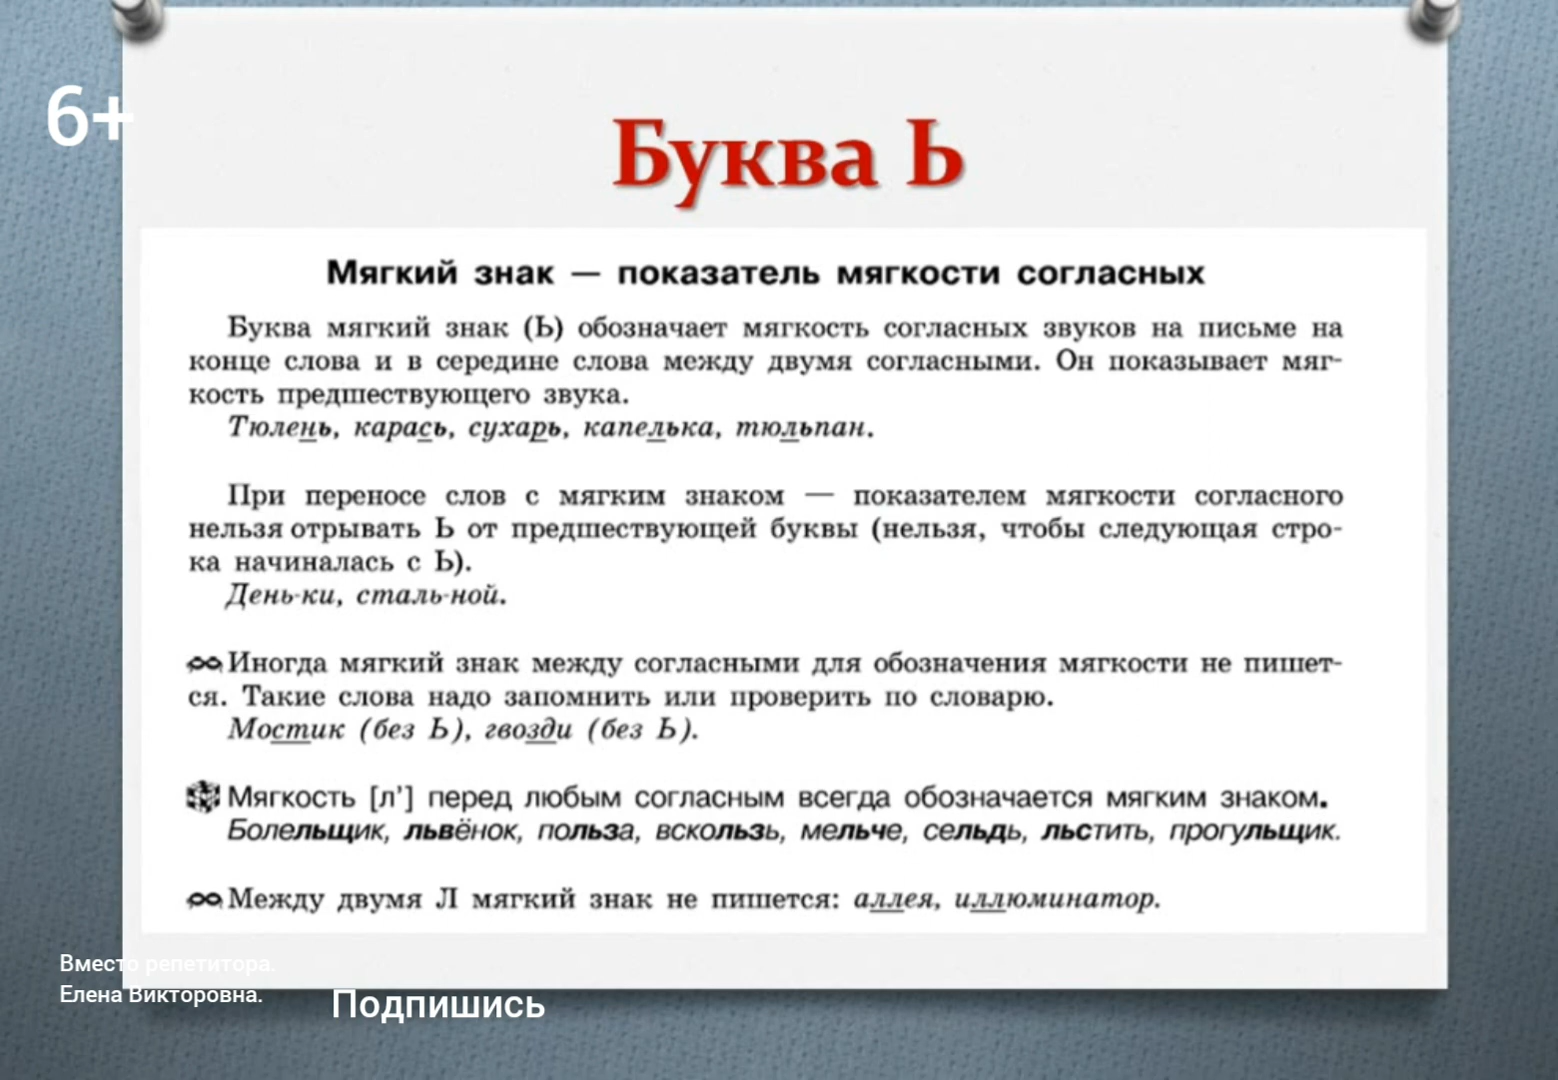 6+
Буква Ь
Мягкий знак — показатель мягкости согласных
Буква мягкий знак (Ь) обозначает мягкость согласных звуков на письме на
конце слова и в середине слова между двумя согласными. Он показывает мяг-
кость предшествующего звука.
Тюлень, карась, сухарь, капелька, тюльпан.
При переносе слов с мягким знаком — показателем мягкости согласного
нельзя отрывать Ь от предшествующей буквы (нельзя, чтобы следующая стро-
ка начиналась с Ь).
День-ки, сталь-ной.
Иногда мягкий знак между согласными для обозначения мягкости не пишет-
ся. Такие слова надо запомнить или проверить по словарю.
Мостик (без Ь), гвозди (без Ь).
Мягкость [л'] перед любым согласным всегда обозначается мягким знаком.
Болельщик, львёнок, польза, вскользь, мельче, сельдь, льстить, прогульщик.
Между двумя Л мягкий знак не пишется: аллея, иллюминатор.
Вместо репетитора.
Елена Викторовна.
Подпишись